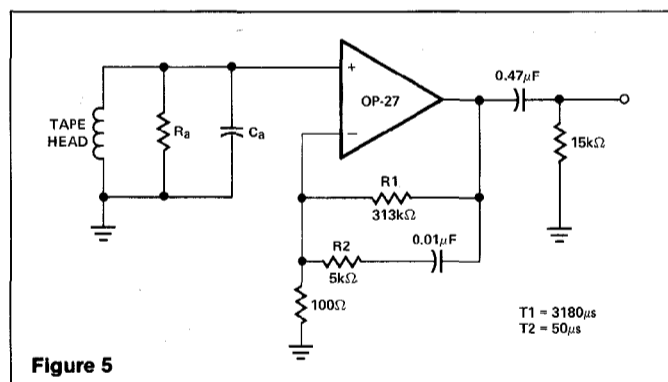 0.47µF
+
OP-27
TAPE
HEAD
Ra
Ca
−
15kΩ
R1
313kΩ
0.01µF
R2
5kΩ
100Ω
T1 = 3180µs
T2 = 50µs
Figure 5